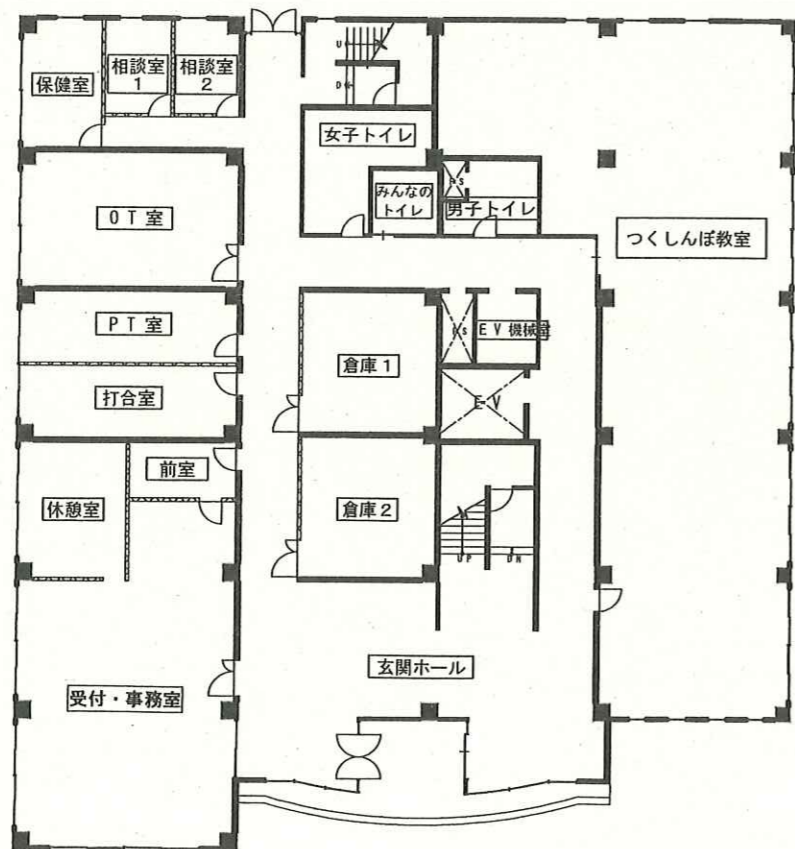 保健室
相談室
1
相談室
2
U
D
女子トイレ
みんなの
トイレ
PS
男子トイレ
OT室
つくしんぼ教室
PT室
打合室
倉庫1
PS
EV機械室
EV
前室
休憩室
倉庫2
UP
DN
玄関ホール
受付・事務室